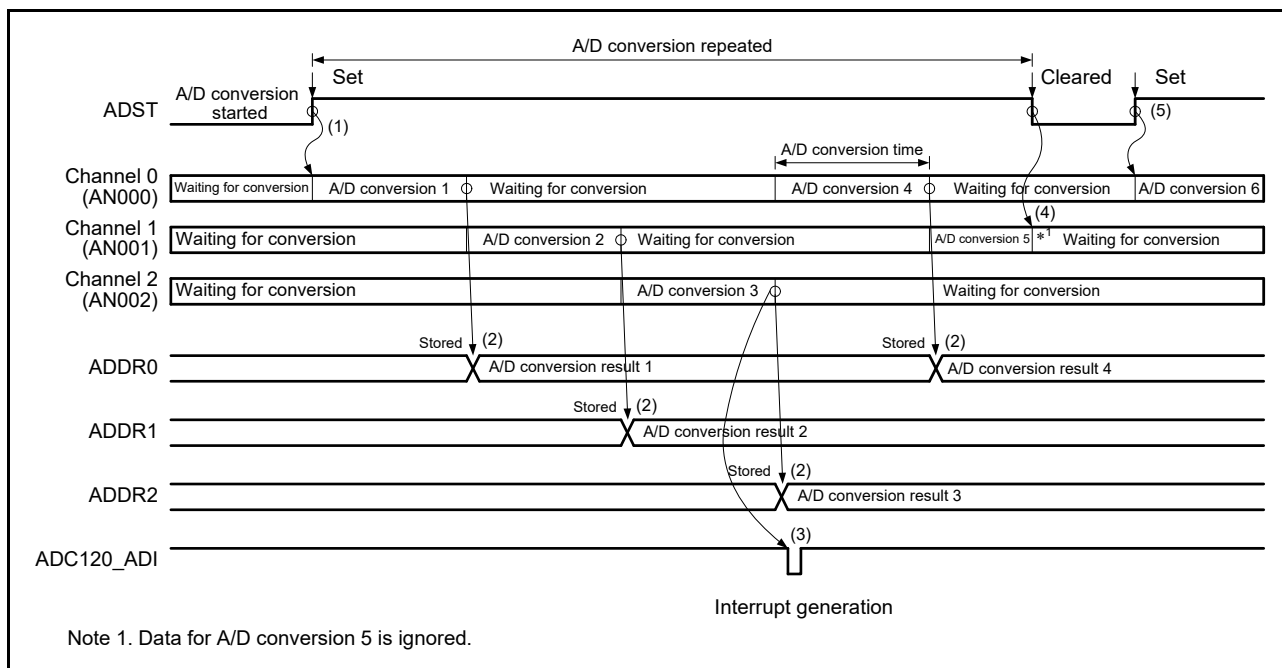 A/D conversion repeated
Set
Cleared
Set
A/D conversion
started
ADST
(1)
(5)
A/D conversion time
Channel 0
(AN000)
Waiting for conversion
A/D conversion 1
Waiting for conversion
A/D conversion 4
Waiting for conversion
A/D conversion 6
(4)
Channel 1
(AN001)
Waiting for conversion
A/D conversion 2
Waiting for conversion
A/D conversion 5
*1
Waiting for conversion
Channel 2
(AN002)
Waiting for conversion
A/D conversion 3
Waiting for conversion
Stored
(2)
Stored
(2)
ADDR0
A/D conversion result 1
A/D conversion result 4
Stored
(2)
ADDR1
A/D conversion result 2
Stored
(2)
ADDR2
A/D conversion result 3
(3)
ADC120_ADI
Interrupt generation
Note 1. Data for A/D conversion 5 is ignored.